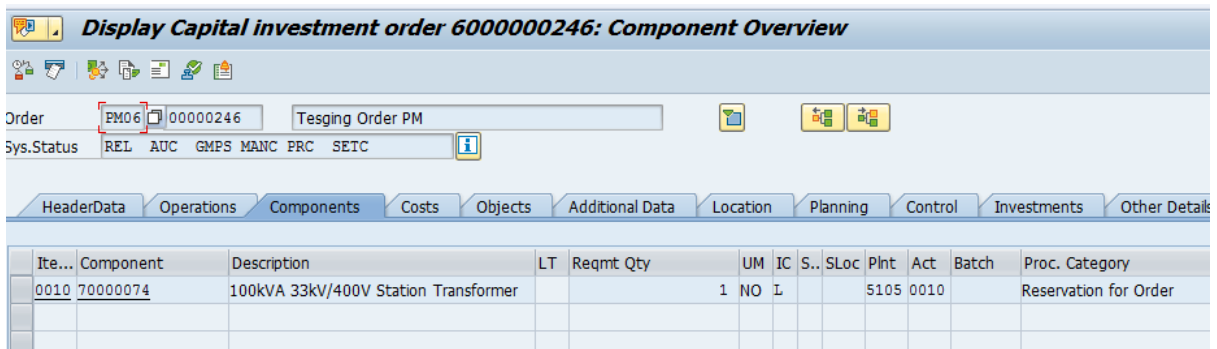 Display Capital investment order 6000000246: Component Overview
Order PM06 00000246 Tesging Order PM
Sys.Status REL AUC GMPS MANC PRC SETC
HeaderData Operations Components Costs Objects Additional Data Location Planning Control Investments Other Details
Ite... Component Description LT Reqmt Qty UM IC S.. SLoc Plnt Act Batch Proc. Category
0010 70000074 100kVA 33kV/400V Station Transformer 1 NO L 5105 0010 Reservation for Order